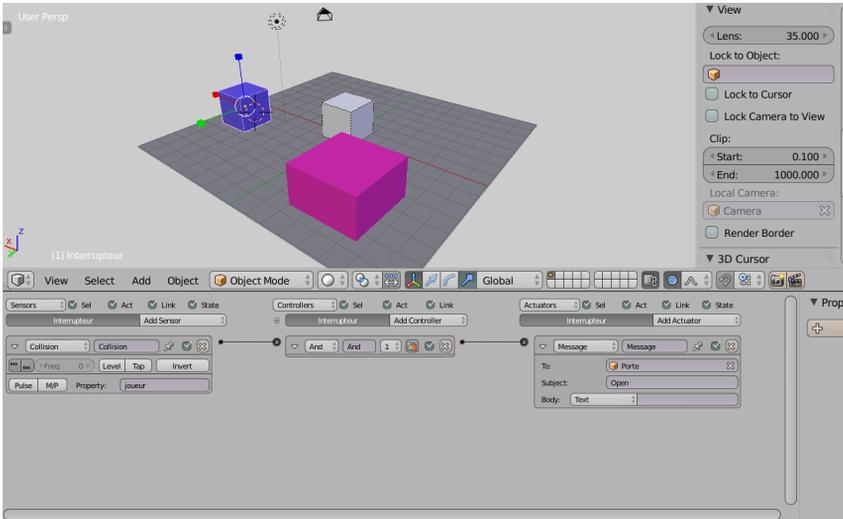 User Persp
View
Lens: 35.000
Lock to Object:
Lock to Cursor
Lock Camera to View
Clip:
Start: 0.100
End: 1000.000
Local Camera:
Camera
Render Border
3D Cursor
x z y
(1) Interrupteur
View Select Add Object Object Mode Global
Sensors Sel Act Link State Controllers Sel Act Link Actuators Sel Act Link State
Interrupteur Add Sensor Interrupteur Add Controller Interrupteur Add Actuator
Collision Collision And And 1 Message Message
Freq: 0 Level Tap Invert To: Porte
Pulse M/P Property: joueur Subject: Open
Body: Text
Prop